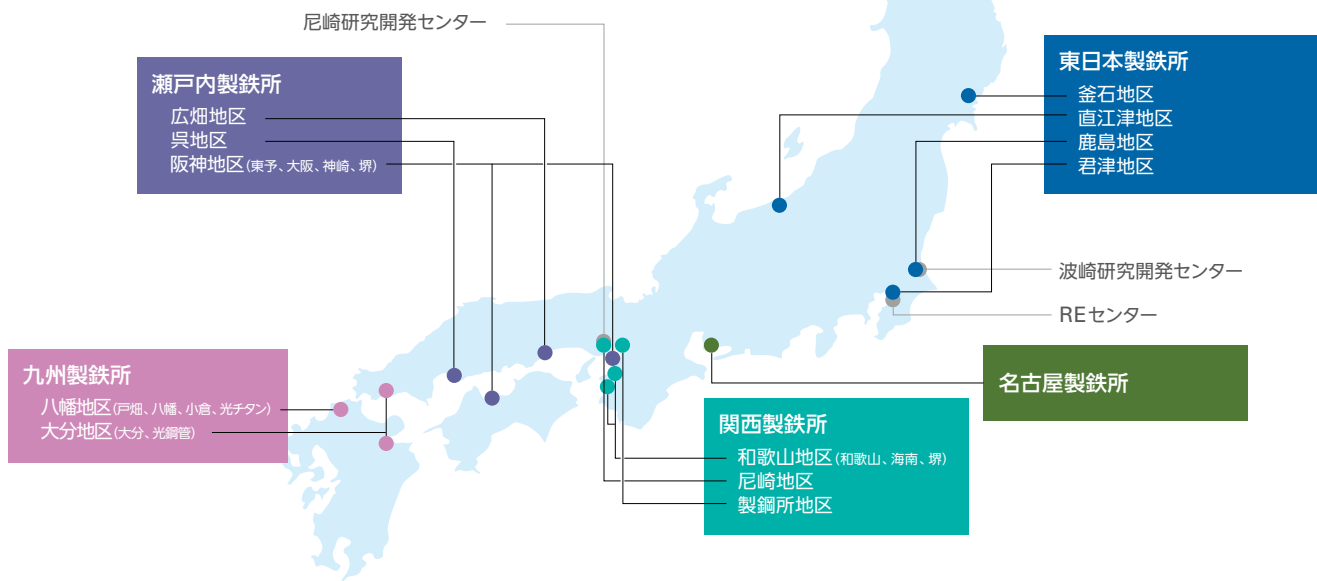 尼崎研究開発センター
瀬戸内製鉄所
広畑地区
呉地区
阪神地区(東予、大阪、神崎、堺)
東日本製鉄所
釜石地区
直江津地区
鹿島地区
君津地区
波崎研究開発センター
REセンター
九州製鉄所
八幡地区(戸畑、八幡、小倉、光チタン)
大分地区(大分、光鋼管)
名古屋製鉄所
関西製鉄所
和歌山地区(和歌山、海南、堺)
尼崎地区
製鋼所地区